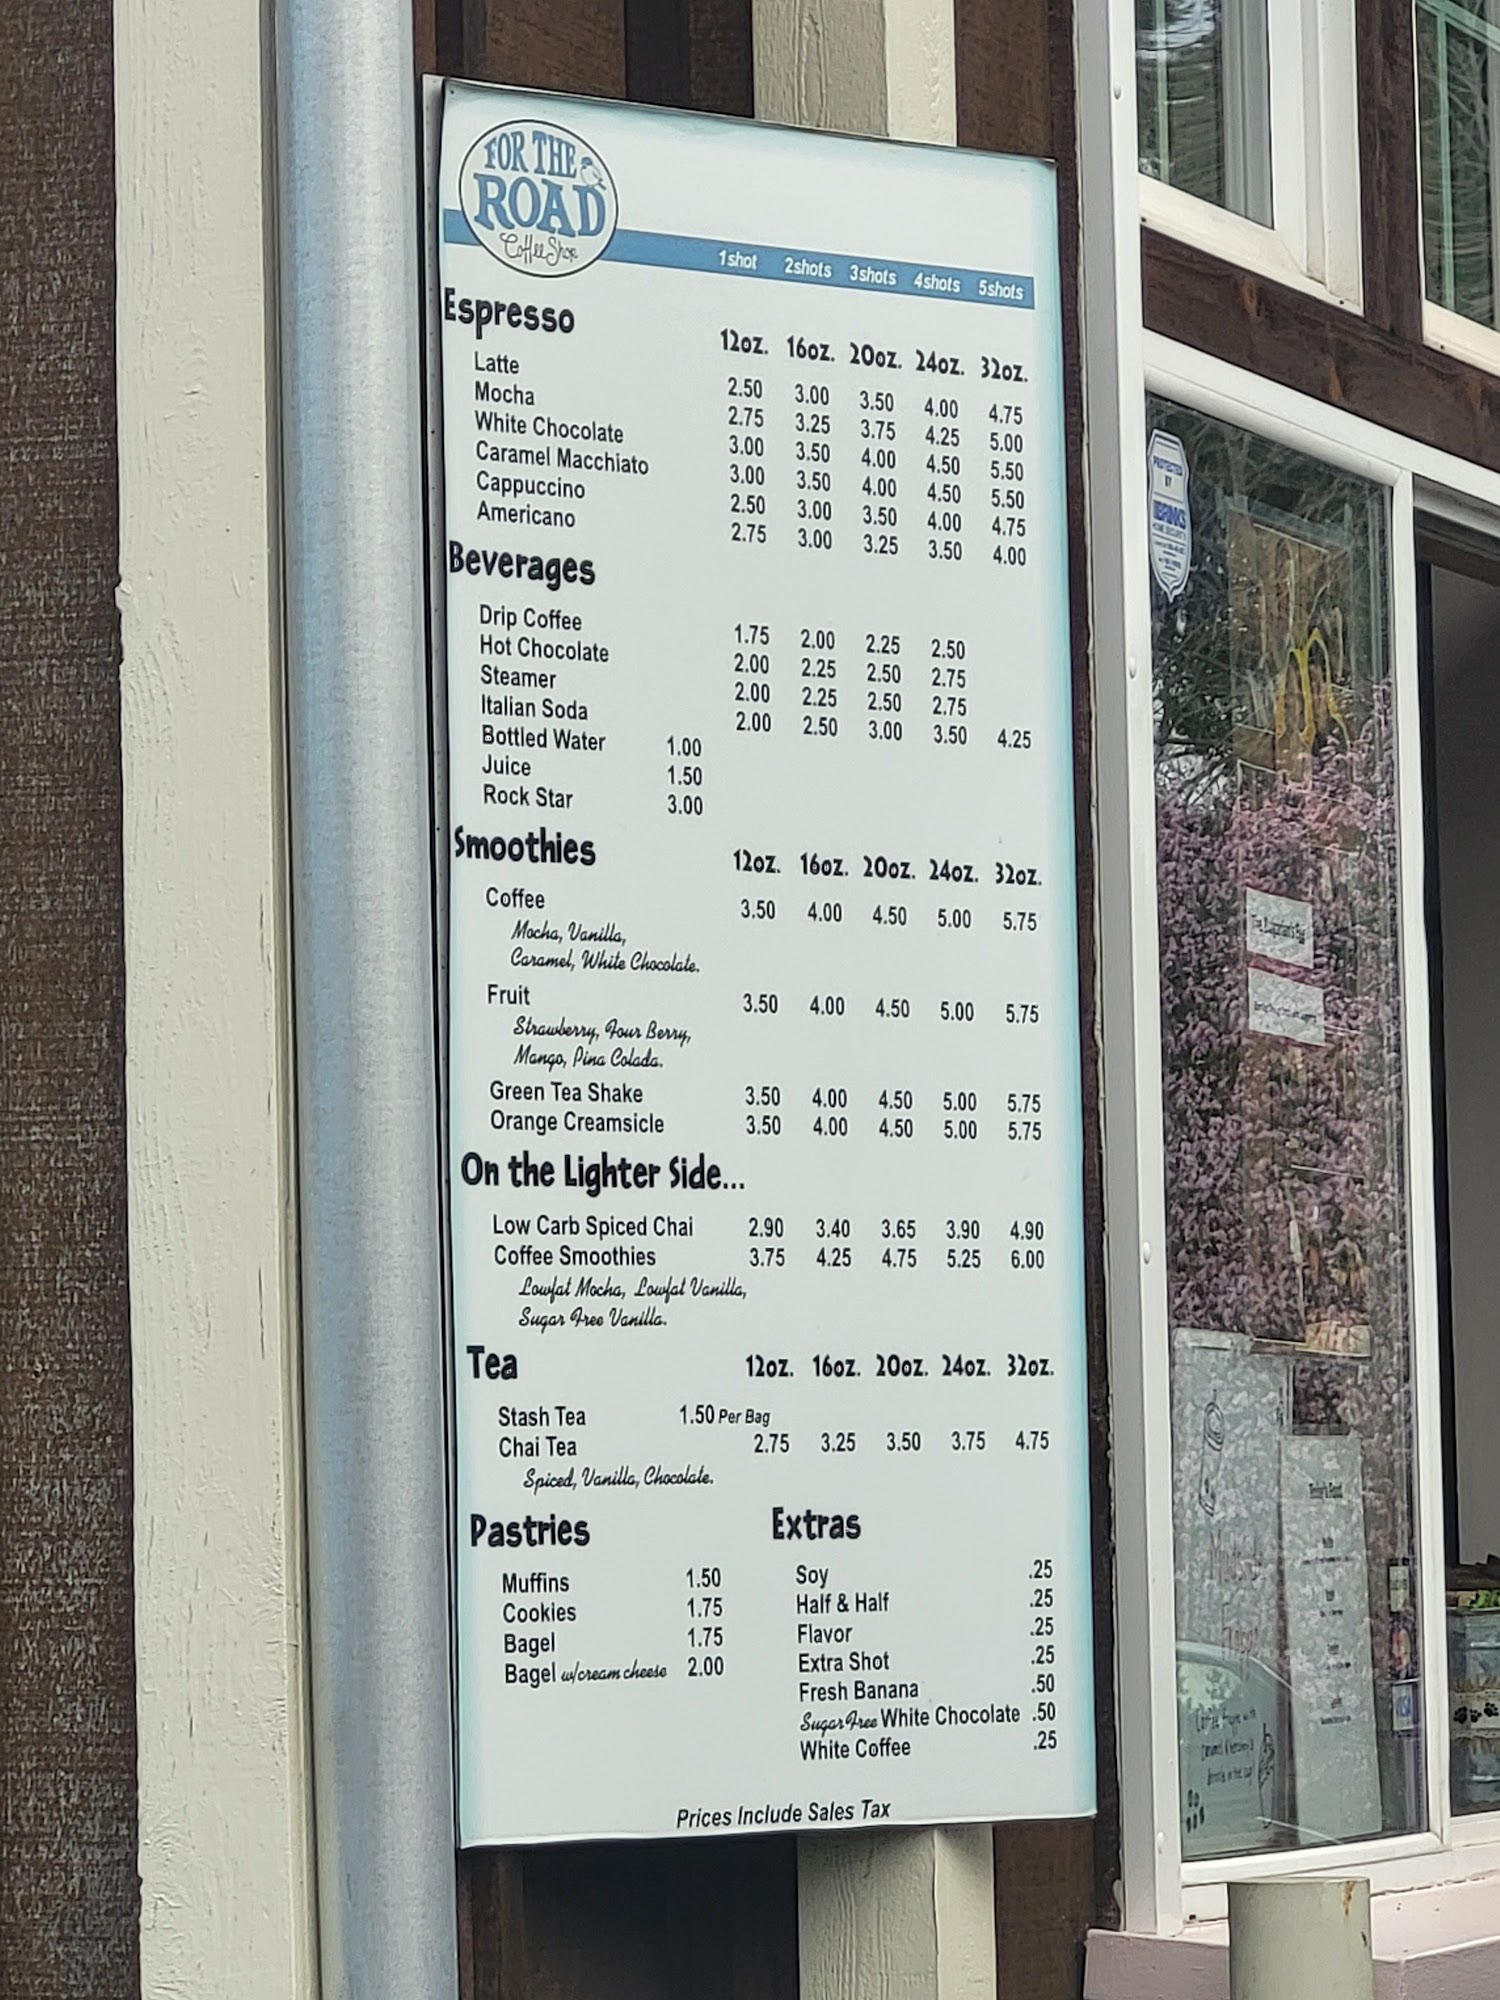 FOR THE
ROAD
Coffee Shop
1shot 2shots 3shots 4shots 5shots
Espresso 12oz. 16oz. 20oz. 24oz. 32oz.
Latte 2.50 3.00 3.50 4.00 4.75
Mocha 2.75 3.25 3.75 4.25 5.00
White Chocolate 3.00 3.50 4.00 4.50 5.50
Caramel Macchiato 3.00 3.50 4.00 4.50 5.50
Cappuccino 2.50 3.00 3.50 4.00 4.75
Americano 2.75 3.00 3.25 3.50 4.00
Beverages
Drip Coffee 1.75 2.00 2.25 2.50
Hot Chocolate 2.00 2.25 2.50 2.75
Steamer 2.00 2.25 2.50 2.75
Italian Soda 2.00 2.50 3.00 3.50 4.25
Bottled Water 1.00
Juice 1.50
Rock Star 3.00
Smoothies 12oz. 16oz. 20oz. 24oz. 32oz.
Coffee 3.50 4.00 4.50 5.00 5.75
Mocha, Vanilla,
Caramel, White Chocolate.
Fruit 3.50 4.00 4.50 5.00 5.75
Strawberry, Four Berry,
Mango, Pina Colada.
Green Tea Shake 3.50 4.00 4.50 5.00 5.75
Orange Creamsicle 3.50 4.00 4.50 5.00 5.75
On the Lighter Side...
Low Carb Spiced Chai 2.90 3.40 3.65 3.90 4.90
Coffee Smoothies 3.75 4.25 4.75 5.25 6.00
Lowfat Mocha, Lowfat Vanilla,
Sugar Free Vanilla.
Tea 12oz. 16oz. 20oz. 24oz. 32oz.
Stash Tea 1.50 Per Bag
Chai Tea 2.75 3.25 3.50 3.75 4.75
Spiced, Vanilla, Chocolate.
Pastries
Muffins 1.50
Cookies 1.75
Bagel 1.75
Bagel w/cream cheese 2.00
Extras
Soy .25
Half & Half .25
Flavor .25
Extra Shot .25
Fresh Banana .50
Sugar Free White Chocolate .50
White Coffee .25
Prices Include Sales Tax
PROTECTED
BY
BRINKS
HOME SECURITY
VISA